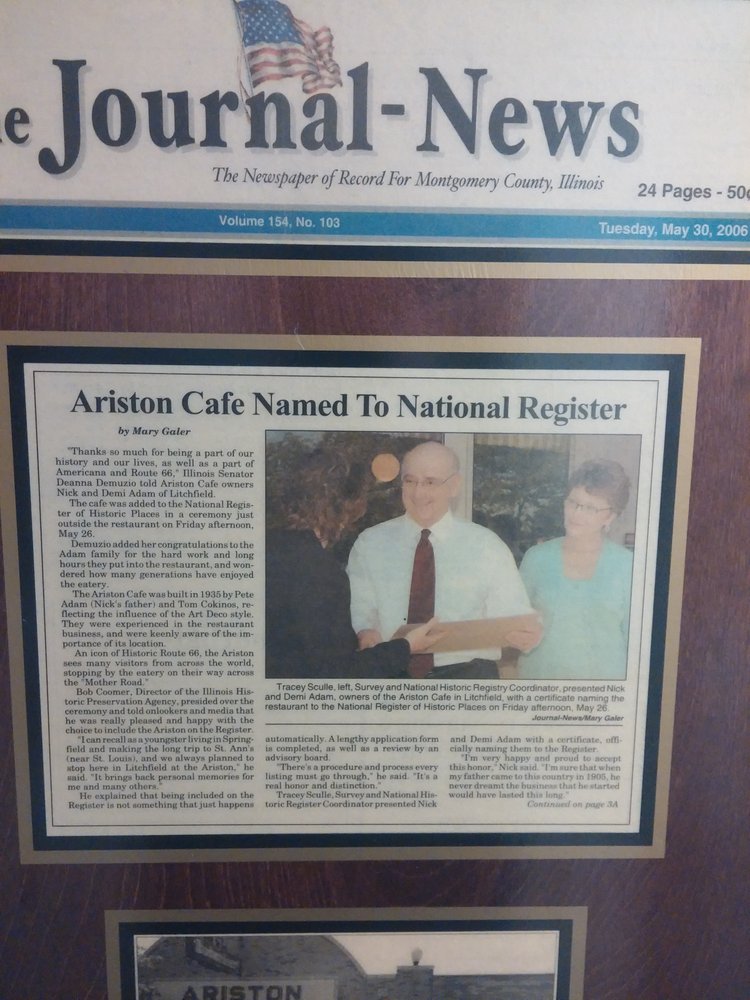 e Journal-News
The Newspaper of Record For Montgomery County, Illinois
24 Pages - 50¢
Volume 154, No. 103
Tuesday, May 30, 2006
Ariston Cafe Named To National Register
by Mary Galer
"Thanks so much for being a part of our
history and our lives, as well as a part of
Americana and Route 66," Illinois Senator
Deanna Demuzio told Ariston Cafe owners
Nick and Demi Adam of Litchfield.
The cafe was added to the National Regis-
ter of Historic Places in a ceremony just
outside the restaurant on Friday afternoon,
May 26.
Demuzio added her congratulations to the
Adam family for the hard work and long
hours they put into the restaurant, and won-
dered how many generations have enjoyed
the eatery.
The Ariston Cafe was built in 1935 by Pete
Adam (Nick's father) and Tom Cokinos, re-
flecting the influence of the Art Deco style.
They were experienced in the restaurant
business, and were keenly aware of the im-
portance of its location.
An icon of Historic Route 66, the Ariston
sees many visitors from across the world,
stopping by the eatery on their way across
the "Mother Road."
Bob Coomer, Director of the Illinois His-
toric Preservation Agency, presided over the
ceremony and told onlookers and media that
he was really pleased and happy with the
choice to include the Ariston on the Register.
"I can recall as a youngster living in Spring-
field and making the long trip to St. Ann's
(near St. Louis), and we always planned to
stop here in Litchfield at the Ariston," he
said. "It brings back personal memories for
me and many others."
He explained that being included on the
Register is not something that just happens
Tracey Sculle, left, Survey and National Historic Registry Coordinator, presented Nick
and Demi Adam, owners of the Ariston Cafe in Litchfield, with a certificate naming the
restaurant to the National Register of Historic Places on Friday afternoon, May 26.
Journal-News/Mary Galer
automatically. A lengthy application form
is completed, as well as a review by an
advisory board.
"There's a procedure and process every
listing must go through," he said. "It's a
real honor and distinction."
Tracey Sculle, Survey and National His-
toric Register Coordinator presented Nick
and Demi Adam with a certificate, offi-
cially naming them to the Register.
"I'm very happy and proud to accept
this honor," Nick said. "I'm sure that when
my father came to this country in 1905, he
never dreamt the business that he started
would have lasted this long."
Continued on page 3A
ARISTON